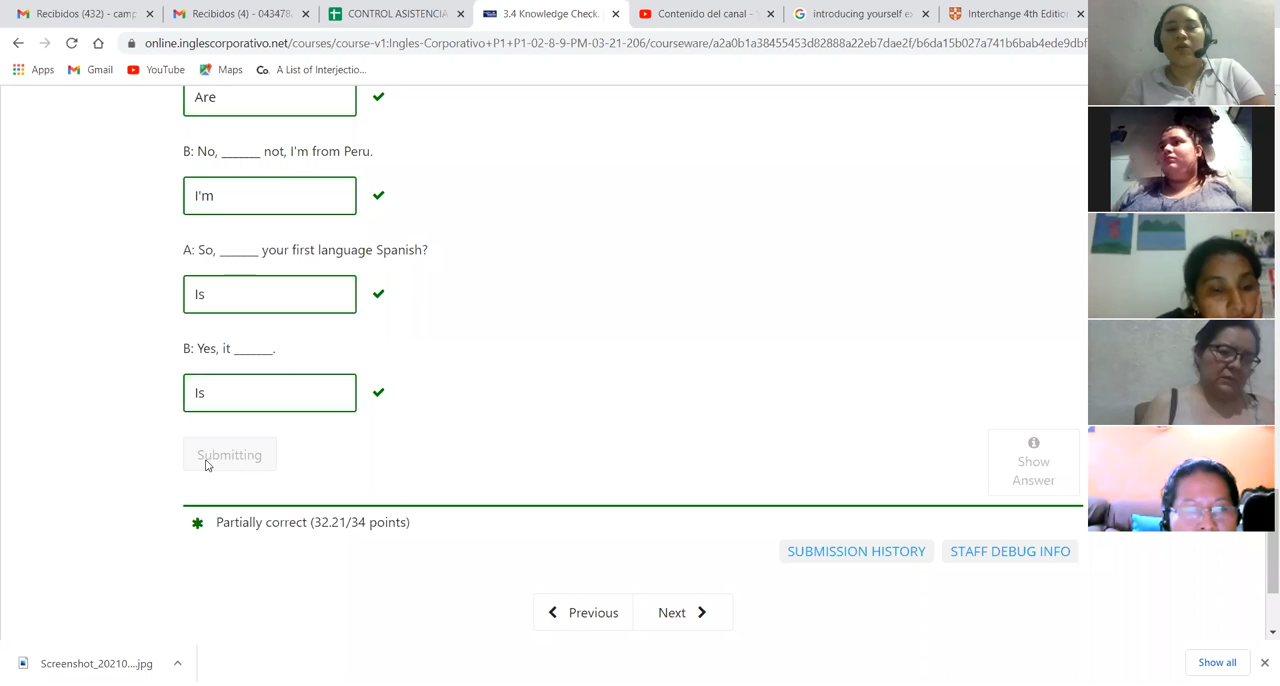 Recibidos (432) - camp
Recibidos (4) - 043478
CONTROL ASISTENCIA
3.4 Knowledge Check.
Contenido del canal - Y
introducing yourself ex
Interchange 4th Edition
online.inglescorporativo.net/courses/course-v1:Ingles-Corporativo+P1+P1-02-8-9-PM-03-21-206/courseware/a2a0b1a38455453d82888a22eb7dae2f/b6da15b027a741b6bab4ede9dbf
Apps
Gmail
YouTube
Maps
Co.
A List of Interjectio...
Are
B: No, ______ not, I'm from Peru.
I'm
A: So, ______ your first language Spanish?
Is
B: Yes, it ______.
Is
Submitting
Show
Answer
Partially correct (32.21/34 points)
SUBMISSION HISTORY
STAFF DEBUG INFO
Previous
Next
Screenshot_20210....jpg
Show all